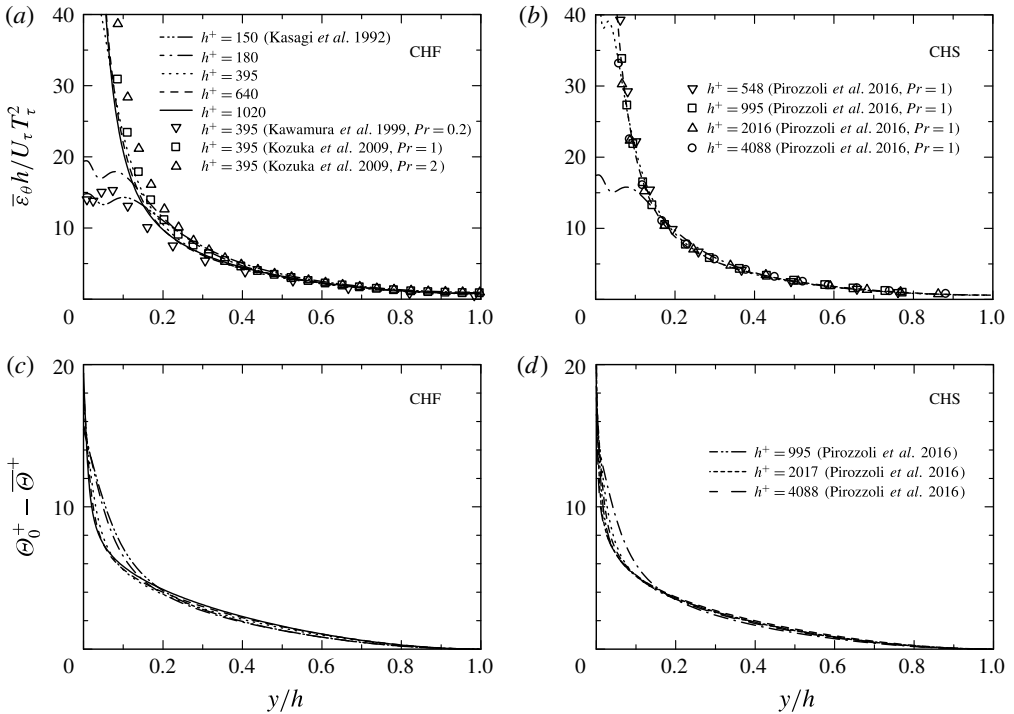 (a)
40
30
20
10
0
0.2
0.4
0.6
0.8
1.0
ε̅θ h/Uτ Tτ²
h⁺ = 150 (Kasagi et al. 1992)
h⁺ = 180
h⁺ = 395
h⁺ = 640
h⁺ = 1020
h⁺ = 395 (Kawamura et al. 1999, Pr = 0.2)
h⁺ = 395 (Kozuka et al. 2009, Pr = 1)
h⁺ = 395 (Kozuka et al. 2009, Pr = 2)
CHF
(b)
40
30
20
10
0
0.2
0.4
0.6
0.8
1.0
CHS
h⁺ = 548 (Pirozzoli et al. 2016, Pr = 1)
h⁺ = 995 (Pirozzoli et al. 2016, Pr = 1)
h⁺ = 2016 (Pirozzoli et al. 2016, Pr = 1)
h⁺ = 4088 (Pirozzoli et al. 2016, Pr = 1)
(c)
20
10
0
0.2
0.4
0.6
0.8
1.0
Θ₀⁺ − Θ̅⁺
CHF
y/h
(d)
20
10
0
0.2
0.4
0.6
0.8
1.0
CHS
h⁺ = 995 (Pirozzoli et al. 2016)
h⁺ = 2017 (Pirozzoli et al. 2016)
h⁺ = 4088 (Pirozzoli et al. 2016)
y/h